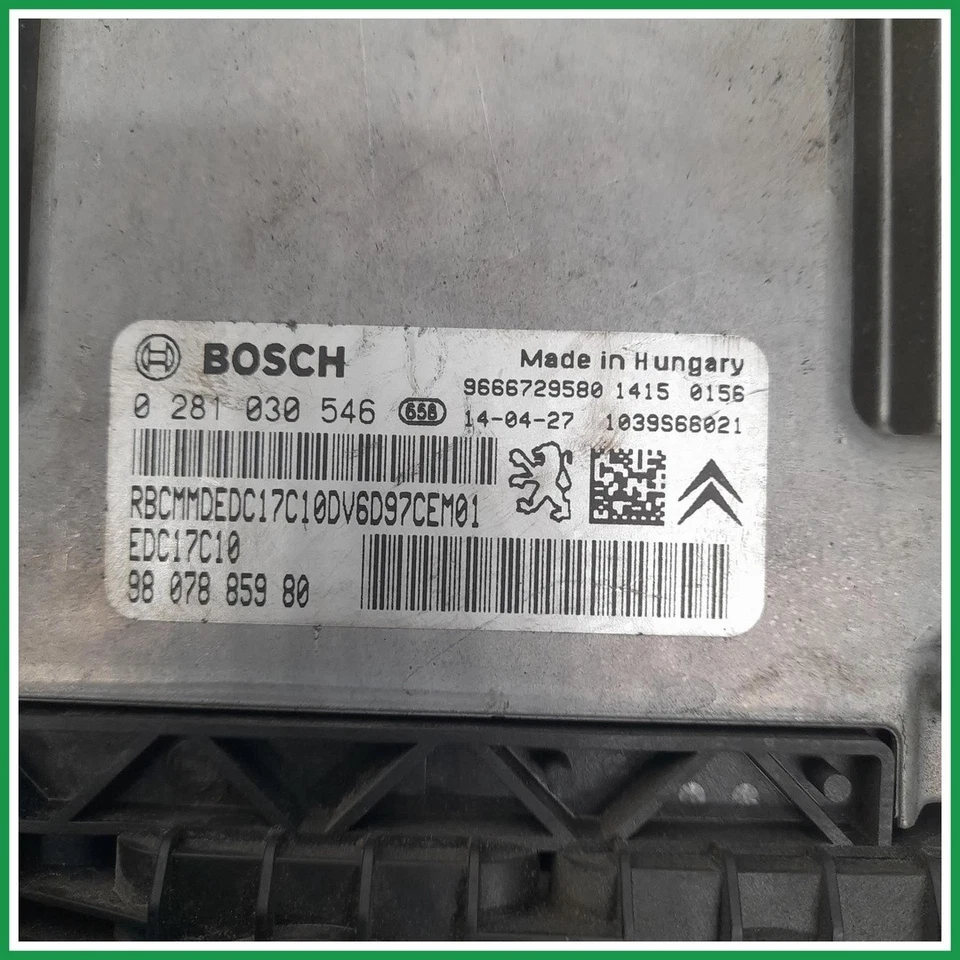 BOSCH
Made in Hungary
9666729580 1415 0156
0 281 030 546 658
14-04-27 1039S66021
RBCMMDEDC17C10DV6D97CEM01
EDC17C10
98 078 859 80